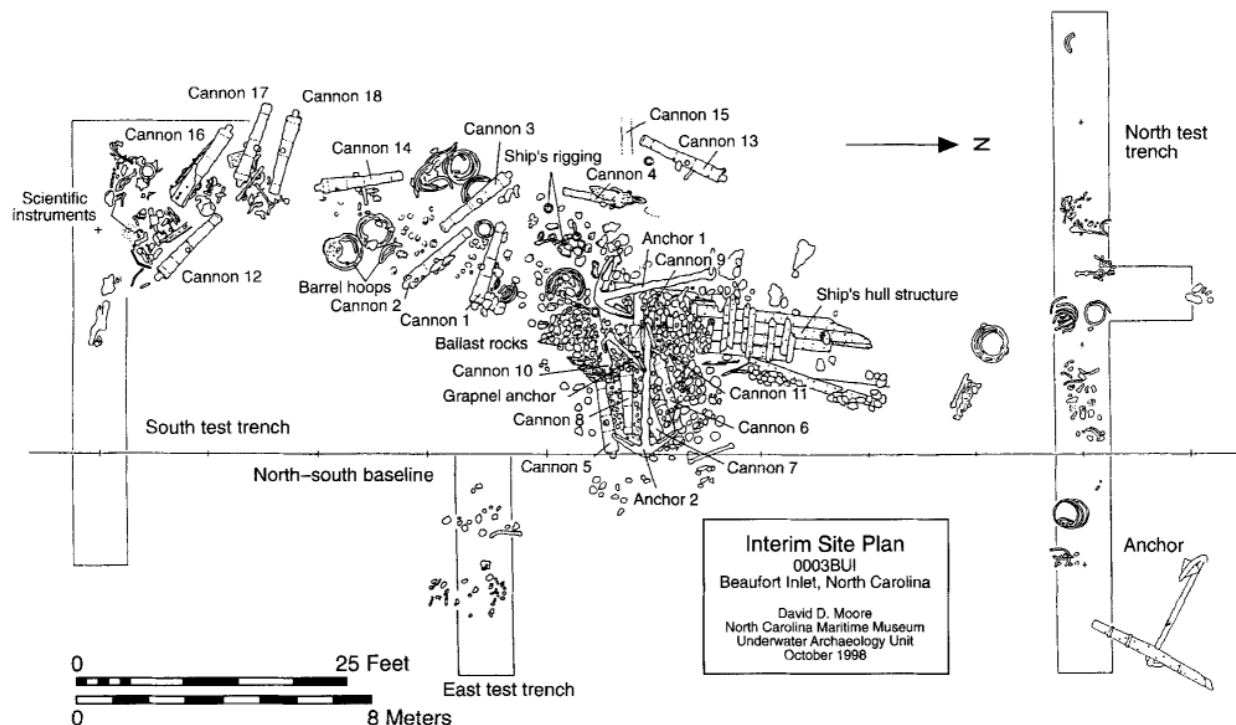 Cannon 17
Cannon 18
Cannon 16
Cannon 14
Cannon 3
Ship's rigging
Cannon 15
Cannon 13
Cannon 4
N
North test
trench
Scientific
instruments
Cannon 12
Barrel hoops
Cannon 2
Cannon 1
Anchor 1
Cannon 9
Ship's hull structure
Ballast rocks
Cannon 10
Grapnel anchor
Cannon 8
Cannon 11
Cannon 6
Cannon 5
Cannon 7
Anchor 2
South test trench
North–south baseline
East test trench
Interim Site Plan
0003BUI
Beaufort Inlet, North Carolina
David D. Moore
North Carolina Maritime Museum
Underwater Archaeology Unit
October 1998
Anchor
0 25 Feet
0 8 Meters